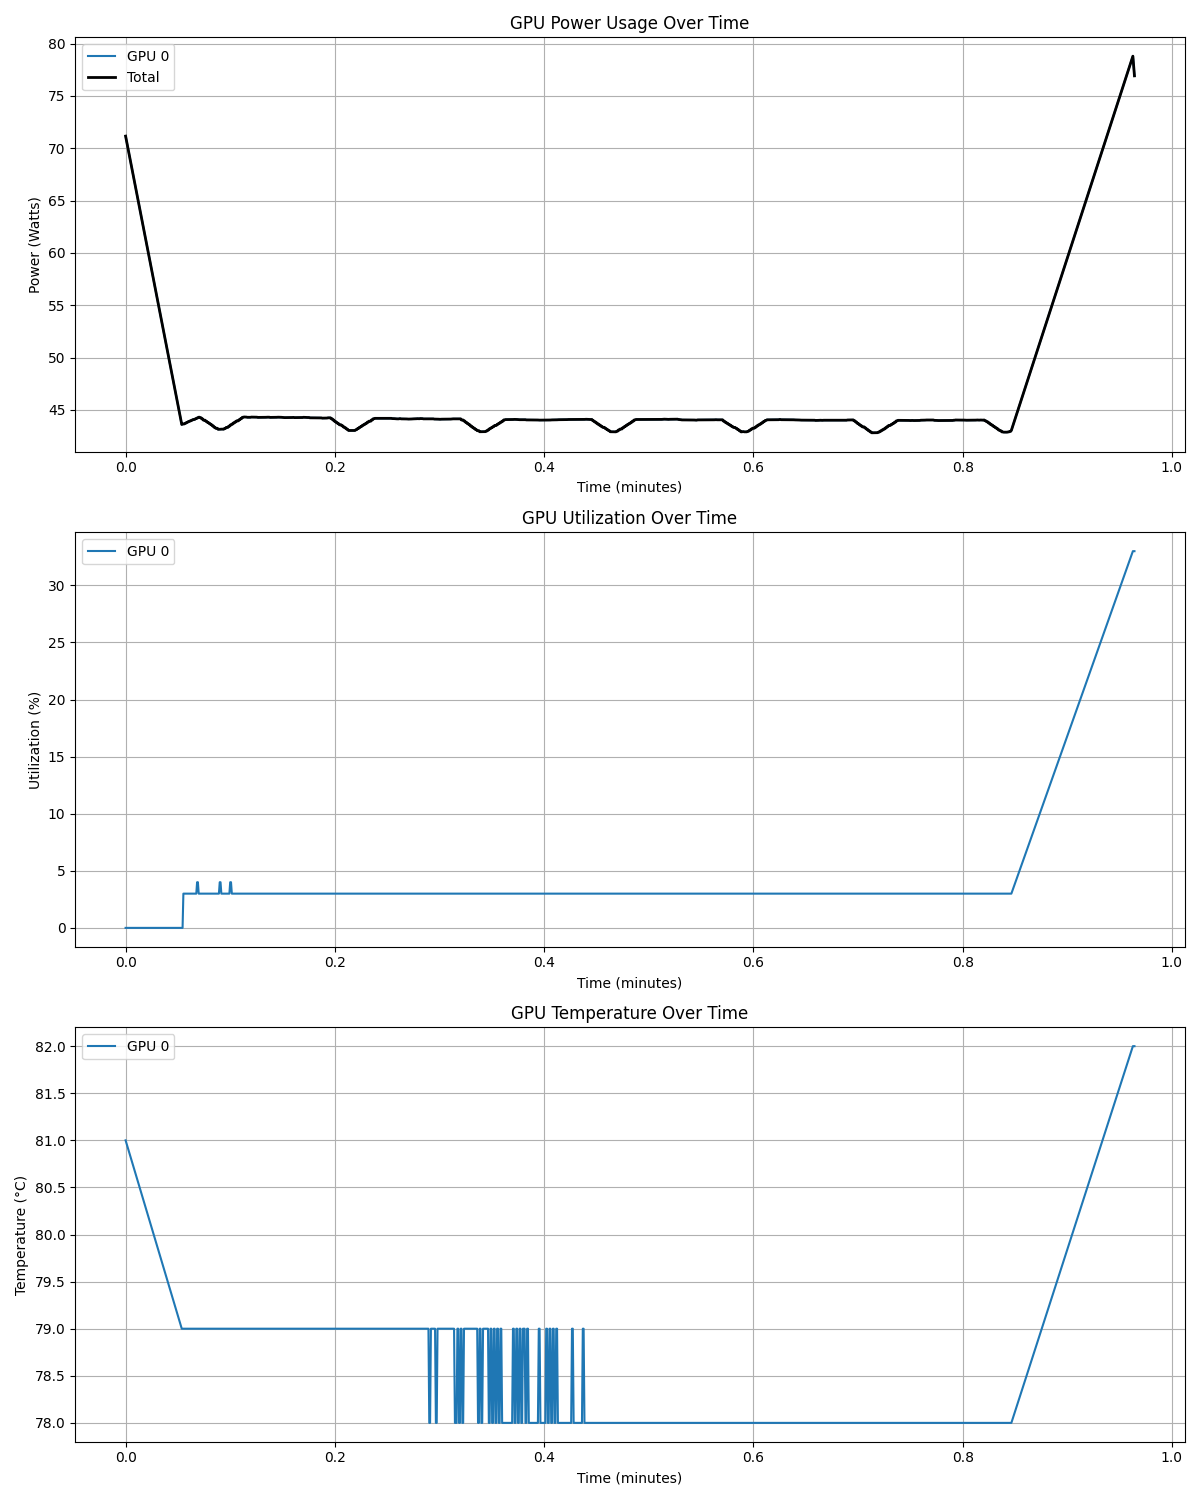 GPU Power Usage Over Time
GPU 0
Total
Power (Watts)
80
75
70
65
60
55
50
45
0.0 0.2 0.4 0.6 0.8 1.0
Time (minutes)
GPU Utilization Over Time
GPU 0
Utilization (%)
30
25
20
15
10
5
0
0.0 0.2 0.4 0.6 0.8 1.0
Time (minutes)
GPU Temperature Over Time
GPU 0
Temperature (°C)
82.0
81.5
81.0
80.5
80.0
79.5
79.0
78.5
78.0
0.0 0.2 0.4 0.6 0.8 1.0
Time (minutes)